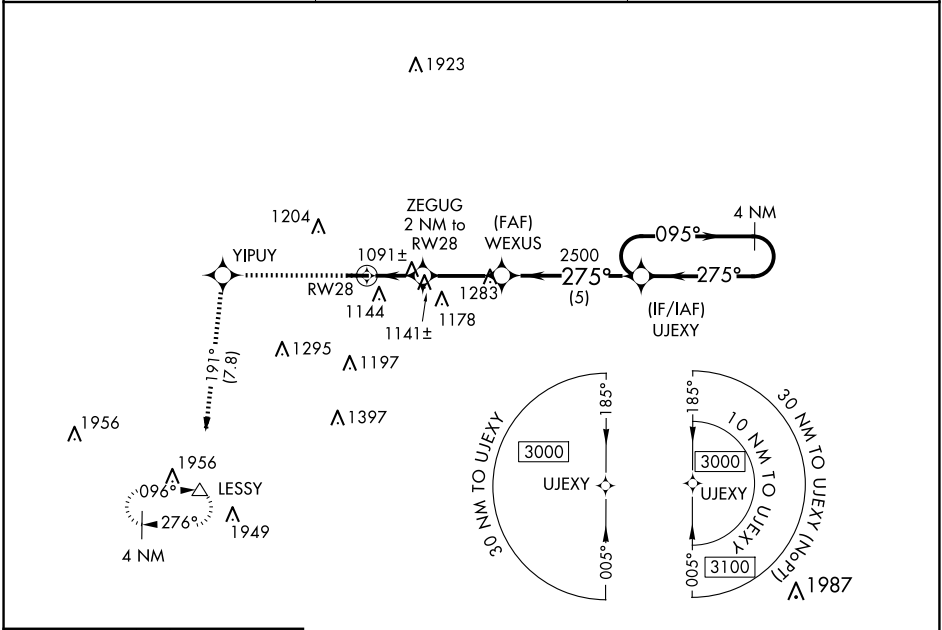 1923
ZEGUG
2 NM to
RW28
(FAF)
WEXUS
4 NM
1204
095°
YIPUY
1091±
2500
275°
275°
(5)
RW28
1144
1283
1178
1141±
(IF/IAF)
UJEXY
191°
(7.8)
1295
1197
1397
1956
1956
096°
LESSY
276°
1949
4 NM
30 NM TO UJEXY
185°
3000
UJEXY
005°
185°
10 NM TO UJEXY
30 NM TO UJEXY (NoPT)
3000
UJEXY
005°
3100
1987